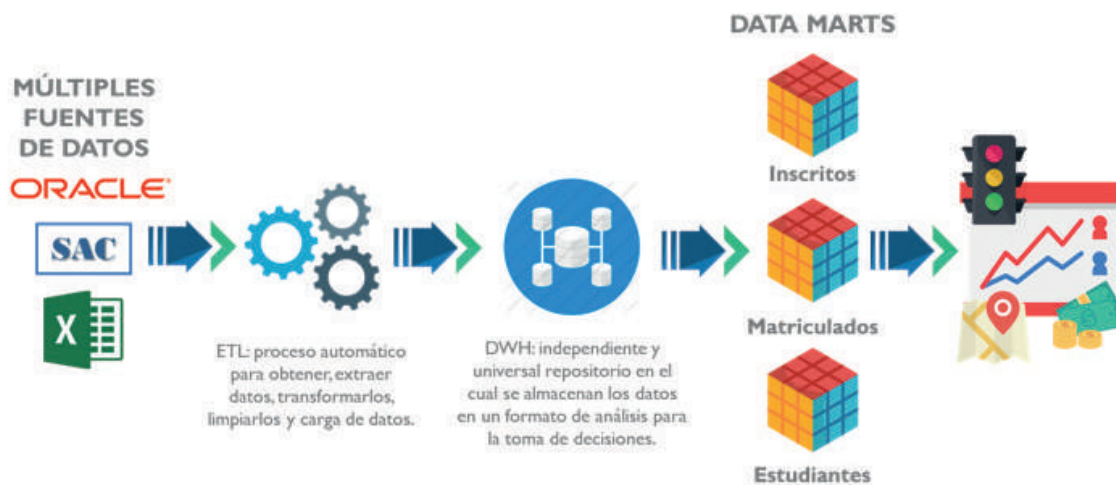 MÚLTIPLES
FUENTES
DE DATOS
ORACLE®
SAC
X
ETL: proceso automático
para obtener, extraer
datos, transformarlos,
limpiarlos y carga de datos.
DWH: independiente y
universal repositorio en el
cual se almacenan los datos
en un formato de análisis para
la toma de decisiones.
DATA MARTS
Inscritos
Matriculados
Estudiantes